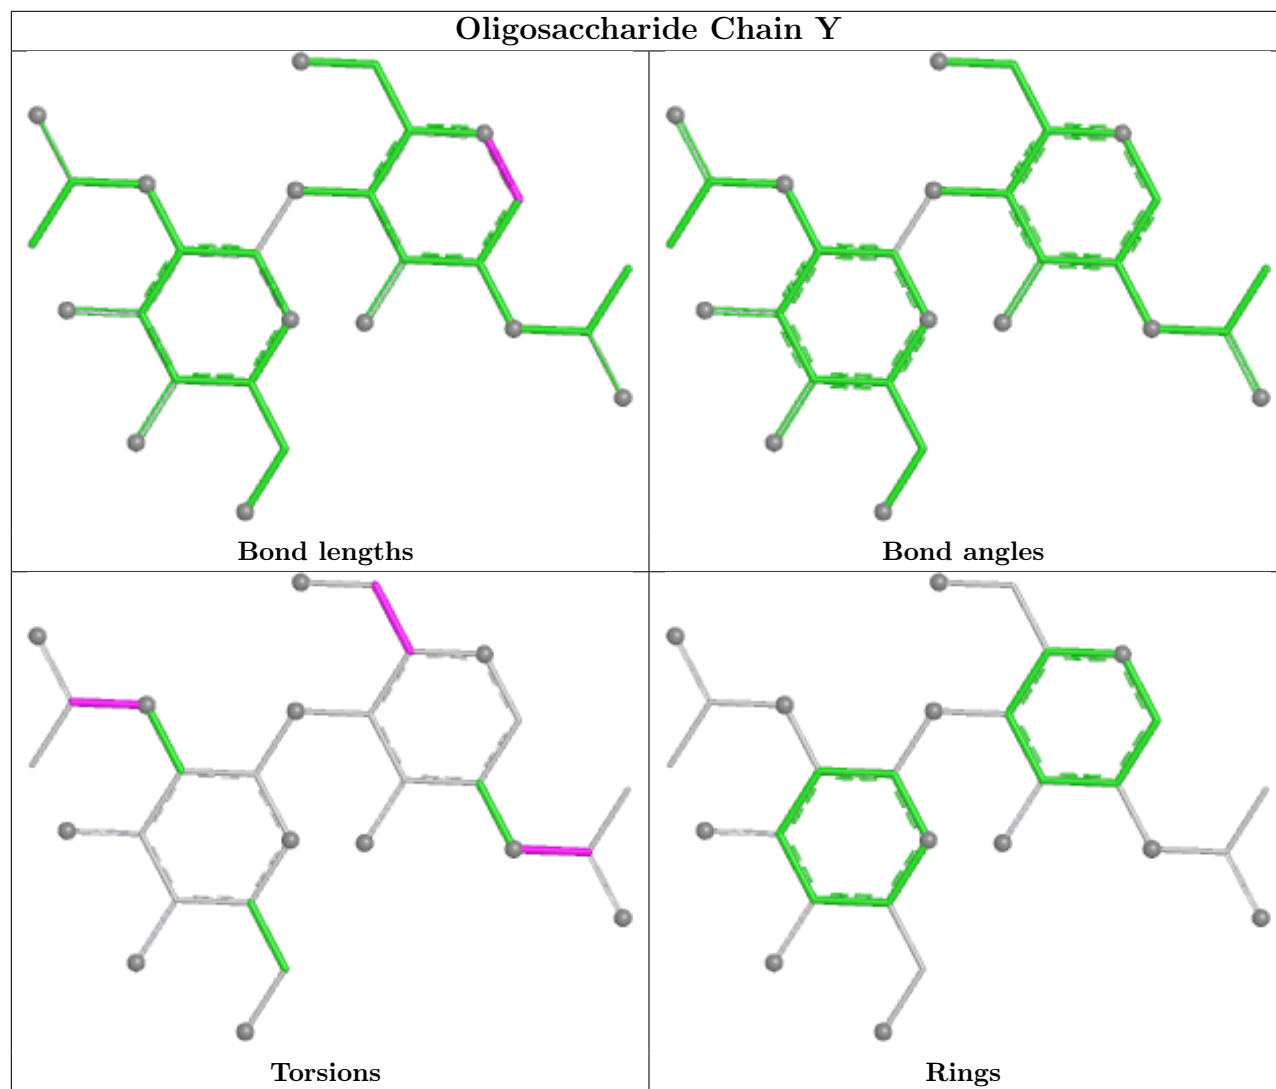 Oligosaccharide Chain Y
Bond lengths
Bond angles
Torsions
Rings